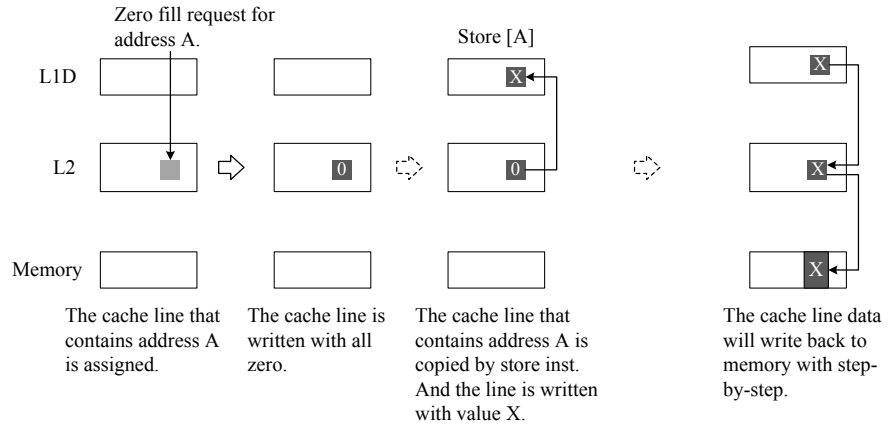 Zero fill request for
address A.
Store [A]
L1D
X
X
L2
0
0
X
Memory
X
The cache line that
contains address A
is assigned.
The cache line is
written with all
zero.
The cache line that
contains address A is
copied by store inst.
And the line is written
with value X.
The cache line data
will write back to
memory with step-
by-step.